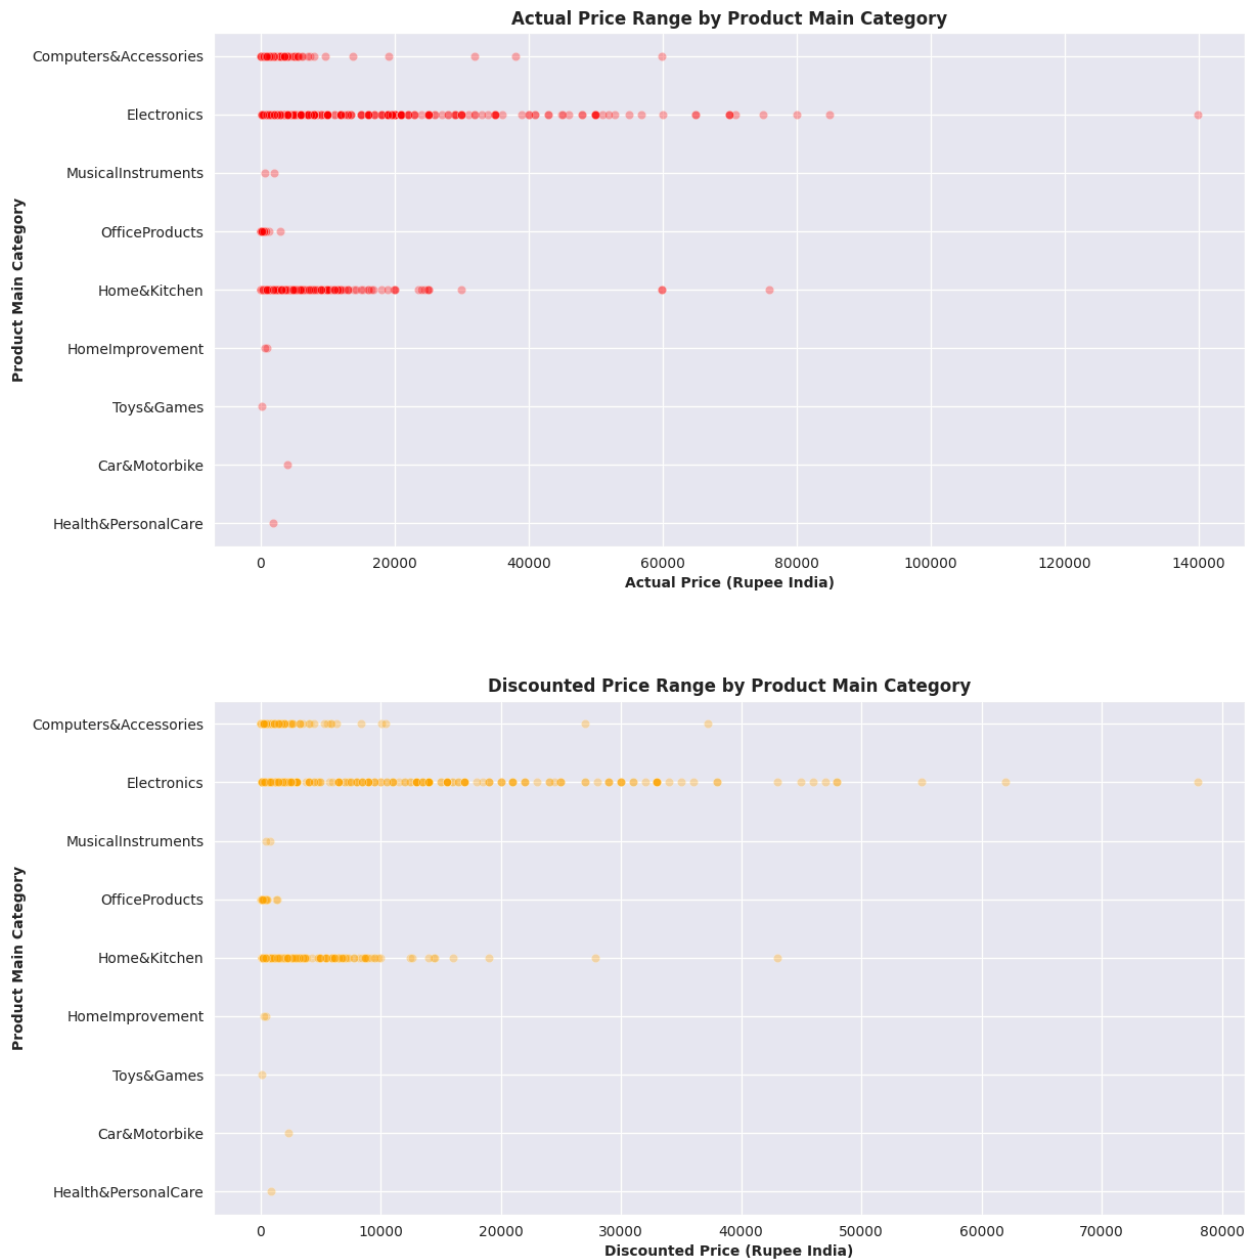 Actual Price Range by Product Main Category
Product Main Category
Computers&Accessories
Electronics
MusicalInstruments
OfficeProducts
Home&Kitchen
HomeImprovement
Toys&Games
Car&Motorbike
Health&PersonalCare
0 20000 40000 60000 80000 100000 120000 140000
Actual Price (Rupee India)
Discounted Price Range by Product Main Category
Product Main Category
Computers&Accessories
Electronics
MusicalInstruments
OfficeProducts
Home&Kitchen
HomeImprovement
Toys&Games
Car&Motorbike
Health&PersonalCare
0 10000 20000 30000 40000 50000 60000 70000 80000
Discounted Price (Rupee India)